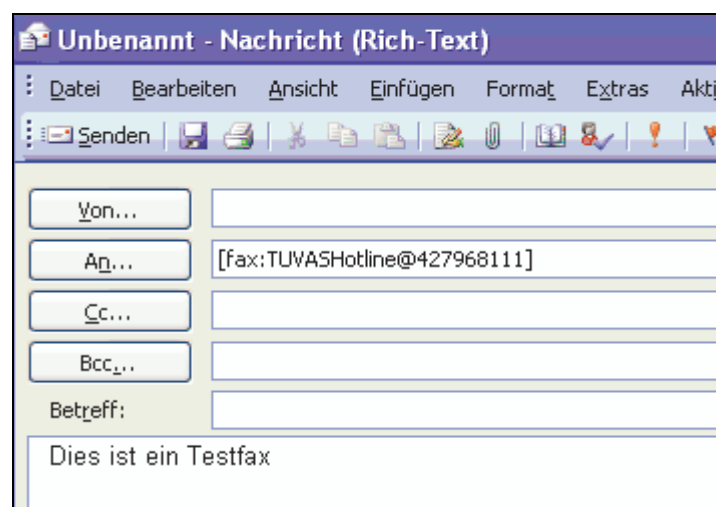 Unbenannt - Nachricht (Rich-Text)
Datei Bearbeiten Ansicht Einfügen Format Extras Akti
Senden
Von...
An... [fax:TUVASHotline@427968111]
Cc...
Bcc...
Betreff:
Dies ist ein Testfax